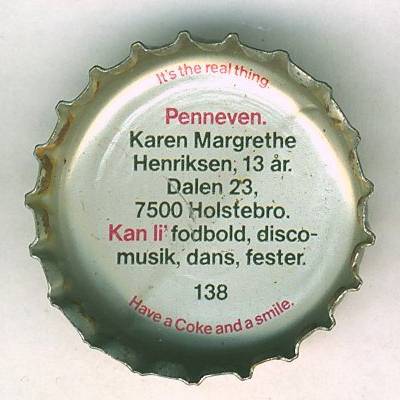 It's the real thing.
Penneven.
Karen Margrethe
Henriksen, 13 år.
Dalen 23,
7500 Holstebro.
Kan li' fodbold, disco-
musik, dans, fester.
138
Have a Coke and a smile.